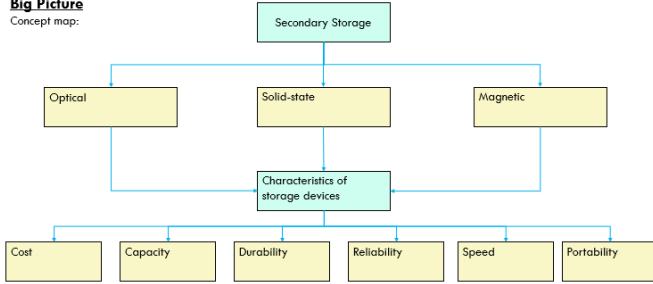 Big Picture
Concept map:
Secondary Storage
Optical
Solid-state
Magnetic
Characteristics of
storage devices
Cost
Capacity
Durability
Reliability
Speed
Portability